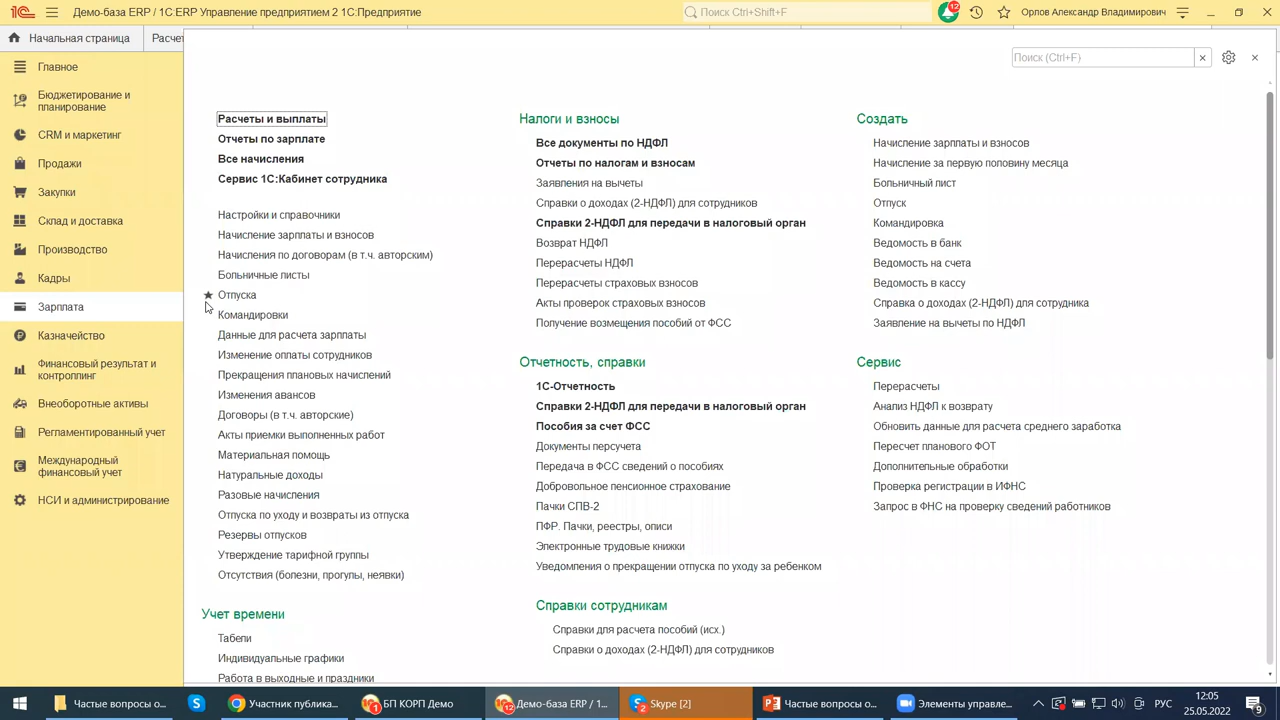 Демо-база ERP / 1С:ERP Управление предприятием 2 1С:Предприятие
Поиск Ctrl+Shift+F
12
Орлов Александр Владимирович
Начальная страница
Расчет
Поиск (Ctrl+F)
Главное
Бюджетирование и
планирование
CRM и маркетинг
Продажи
Закупки
Склад и доставка
Производство
Кадры
Зарплата
Казначейство
Финансовый результат и
контроллинг
Внеоборотные активы
Регламентированный учет
Международный
финансовый учет
НСИ и администрирование
Расчеты и выплаты
Отчеты по зарплате
Все начисления
Сервис 1С:Кабинет сотрудника
Настройки и справочники
Начисление зарплаты и взносов
Начисления по договорам (в т.ч. авторским)
Больничные листы
Отпуска
Командировки
Данные для расчета зарплаты
Изменение оплаты сотрудников
Прекращения плановых начислений
Изменения авансов
Договоры (в т.ч. авторские)
Акты приемки выполненных работ
Материальная помощь
Натуральные доходы
Разовые начисления
Отпуска по уходу и возвраты из отпуска
Резервы отпусков
Утверждение тарифной группы
Отсутствия (болезни, прогулы, неявки)
Учет времени
Табели
Индивидуальные графики
Работа в выходные и праздники
Налоги и взносы
Все документы по НДФЛ
Отчеты по налогам и взносам
Заявления на вычеты
Справки о доходах (2-НДФЛ) для сотрудников
Справки 2-НДФЛ для передачи в налоговый орган
Возврат НДФЛ
Перерасчеты НДФЛ
Перерасчеты страховых взносов
Акты проверок страховых взносов
Получение возмещения пособий от ФСС
Отчетность, справки
1С-Отчетность
Справки 2-НДФЛ для передачи в налоговый орган
Пособия за счет ФСС
Документы персучета
Передача в ФСС сведений о пособиях
Добровольное пенсионное страхование
Пачки СПВ-2
ПФР. Пачки, реестры, описи
Электронные трудовые книжки
Уведомления о прекращении отпуска по уходу за ребенком
Справки сотрудникам
Справки для расчета пособий (исх.)
Справки о доходах (2-НДФЛ) для сотрудников
Создать
Начисление зарплаты и взносов
Начисление за первую половину месяца
Больничный лист
Отпуск
Командировка
Ведомость в банк
Ведомость на счета
Ведомость в кассу
Справка о доходах (2-НДФЛ) для сотрудника
Заявление на вычеты по НДФЛ
Сервис
Перерасчеты
Анализ НДФЛ к возврату
Обновить данные для расчета среднего заработка
Пересчет планового ФОТ
Дополнительные обработки
Проверка регистрации в ИФНС
Запрос в ФНС на проверку сведений работников
Частые вопросы о...
Участник публика...
БП КОРП Демо
Демо-база ERP / 1...
Skype [2]
Частые вопросы о...
Элементы управле...
РУС
12:05
25.05.2022